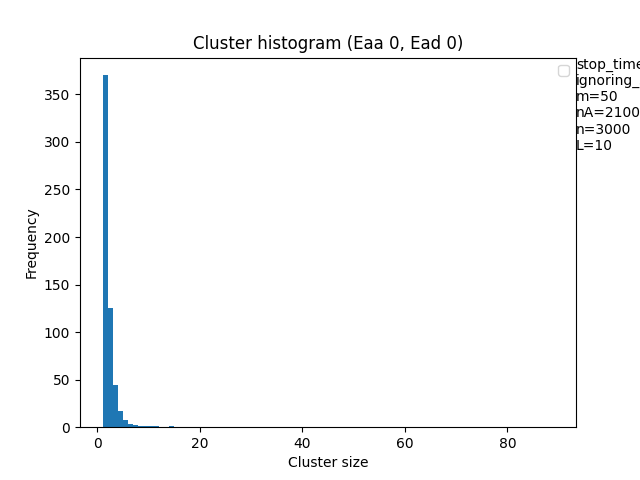 Cluster histogram (Eaa 0, Ead 0)
stop_time
ignoring_
m=50
nA=2100
n=3000
L=10
Frequency
350
300
250
200
150
100
50
0
0 20 40 60 80
Cluster size